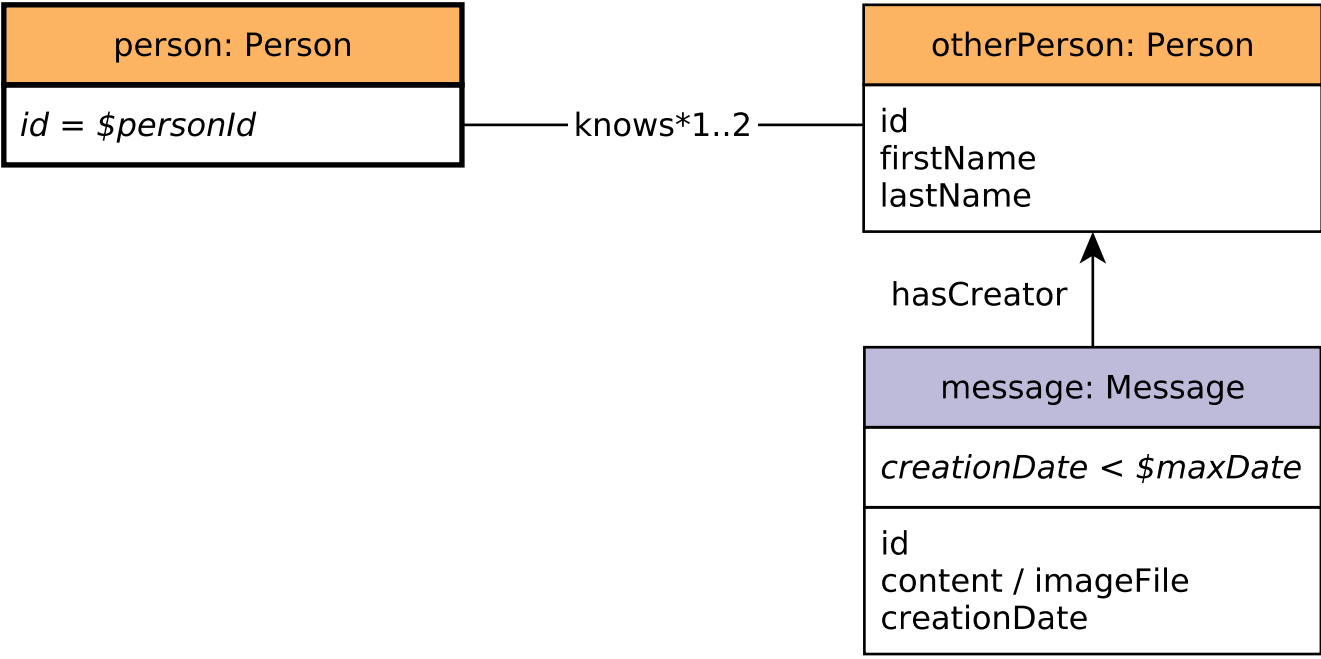 person: Person
id = $personId
knows*1..2
otherPerson: Person
id
firstName
lastName
hasCreator
message: Message
creationDate < $maxDate
id
content / imageFile
creationDate